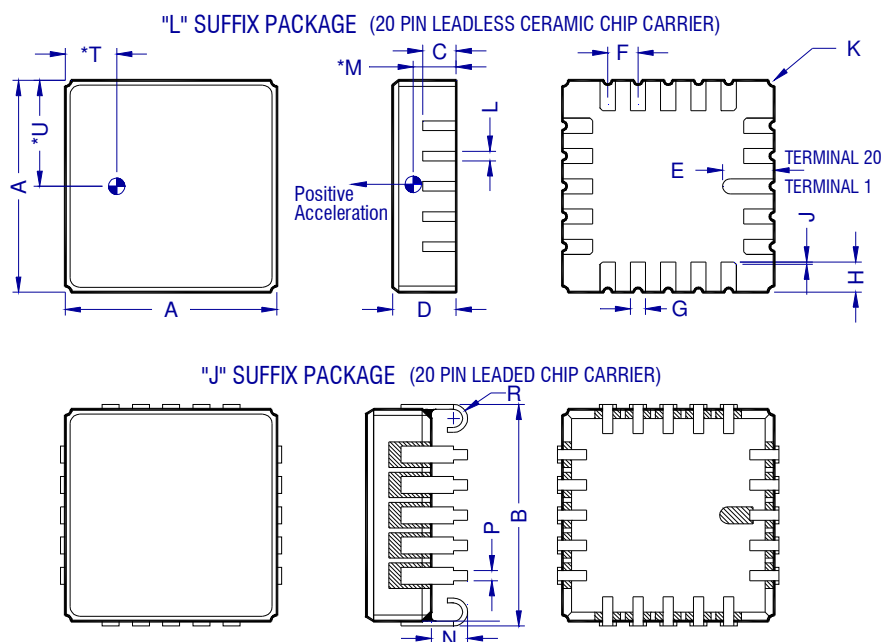 "L" SUFFIX PACKAGE (20 PIN LEADLESS CERAMIC CHIP CARRIER)
*T
C
*M
F
K
L
*U
A
E
TERMINAL 20
Positive
Acceleration
TERMINAL 1
J
H
A
D
G
"J" SUFFIX PACKAGE (20 PIN LEADED CHIP CARRIER)
R
B
P
N